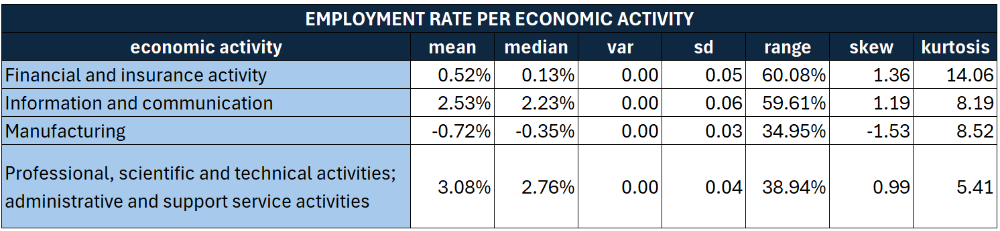 EMPLOYMENT RATE PER ECONOMIC ACTIVITY
economic activity mean median var sd range skew kurtosis
Financial and insurance activity 0.52% 0.13% 0.00 0.05 60.08% 1.36 14.06
Information and communication 2.53% 2.23% 0.00 0.06 59.61% 1.19 8.19
Manufacturing -0.72% -0.35% 0.00 0.03 34.95% -1.53 8.52
Professional, scientific and technical activities;
administrative and support service activities 3.08% 2.76% 0.00 0.04 38.94% 0.99 5.41